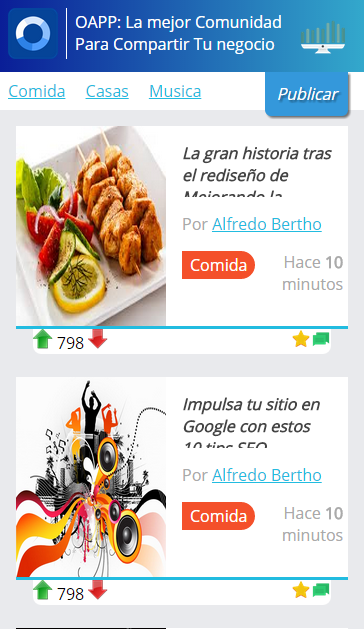 OAPP: La mejor Comunidad
Para Compartir Tu negocio
Comida Casas Musica
Publicar
La gran historia tras
el rediseño de
Mejorando la
Por Alfredo Bertho
Comida
Hace 10
minutos
798
Impulsa tu sitio en
Google con estos
10 tips SEO
Por Alfredo Bertho
Comida
Hace 10
minutos
798